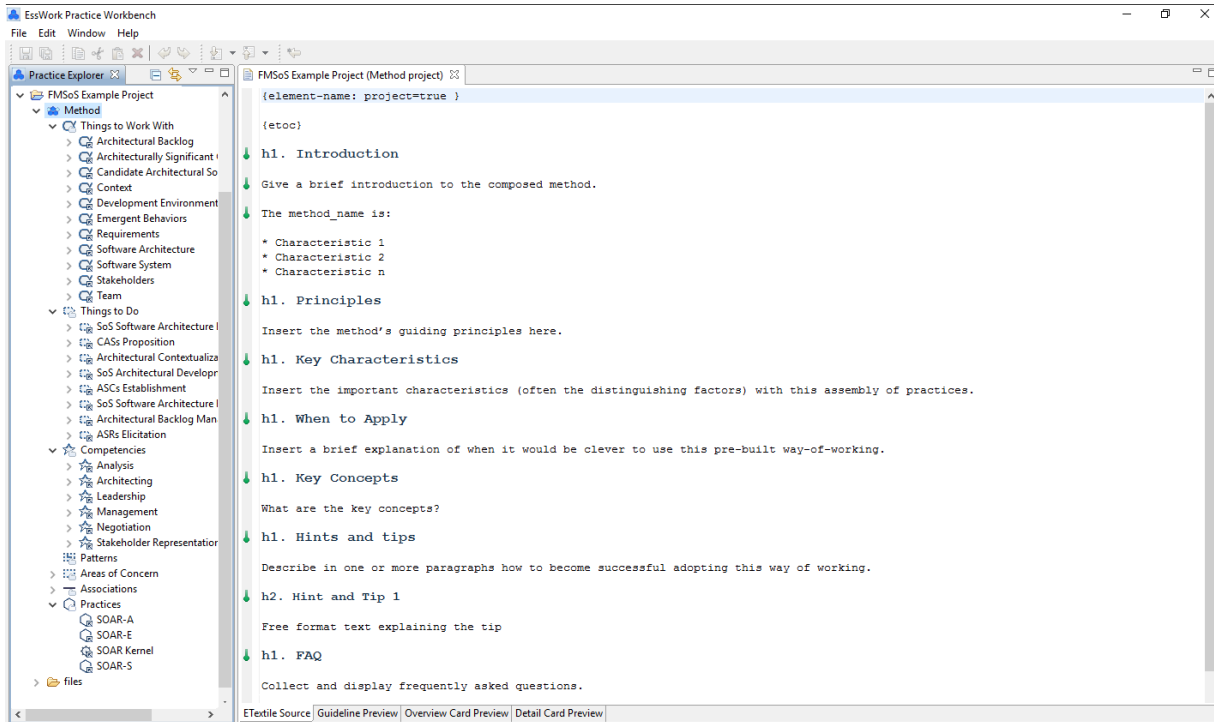 EssWork Practice Workbench
File Edit Window Help
Practice Explorer
FMSoS Example Project
Method
Things to Work With
Architectural Backlog
Architecturally Significant
Candidate Architectural So
Context
Development Environment
Emergent Behaviors
Requirements
Software Architecture
Software System
Stakeholders
Team
Things to Do
SoS Software Architecture
CASs Proposition
Architectural Contextualiza
SoS Architectural Developr
ASCs Establishment
SoS Software Architecture
Architectural Backlog Man
ASRs Elicitation
Competencies
Analysis
Architecting
Leadership
Management
Negotiation
Stakeholder Representation
Patterns
Areas of Concern
Associations
Practices
SOAR-A
SOAR-E
SOAR Kernel
SOAR-S
files
FMSoS Example Project (Method project)
{element-name: project=true }
{etoc}
h1. Introduction
Give a brief introduction to the composed method.
The method_name is:
* Characteristic 1
* Characteristic 2
* Characteristic n
h1. Principles
Insert the method’s guiding principles here.
h1. Key Characteristics
Insert the important characteristics (often the distinguishing factors) with this assembly of practices.
h1. When to Apply
Insert a brief explanation of when it would be clever to use this pre-built way-of-working.
h1. Key Concepts
What are the key concepts?
h1. Hints and tips
Describe in one or more paragraphs how to become successful adopting this way of working.
h2. Hint and Tip 1
Free format text explaining the tip
h1. FAQ
Collect and display frequently asked questions.
ETextile Source Guideline Preview Overview Card Preview Detail Card Preview